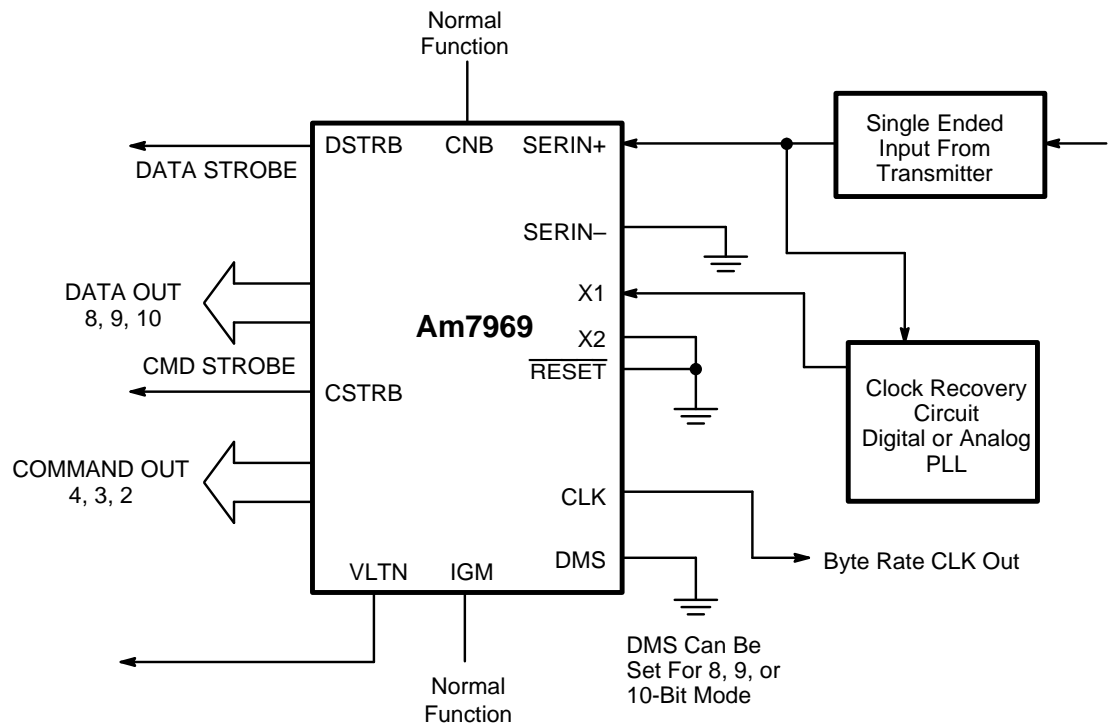 Normal
Function
DSTRB
CNB
SERIN+
Single Ended
Input From
Transmitter
DATA STROBE
SERIN–
DATA OUT
8, 9, 10
X1
Am7969
X2
CMD STROBE
RESET
CSTRB
Clock Recovery
Circuit
Digital or Analog
PLL
COMMAND OUT
4, 3, 2
CLK
DMS
Byte Rate CLK Out
VLTN
IGM
DMS Can Be
Set For 8, 9, or
10-Bit Mode
Normal
Function